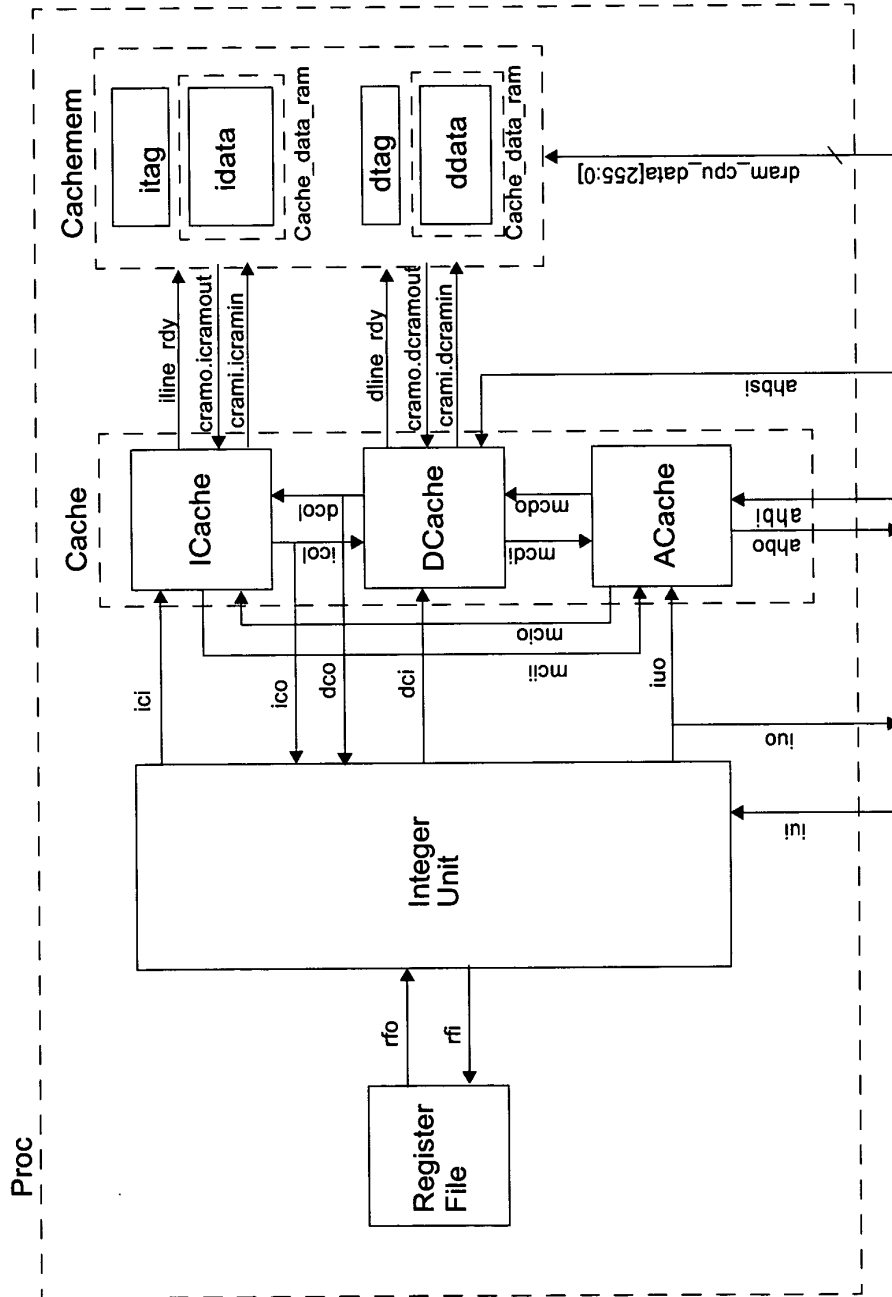 Proc
Cachemem
itag
idata
Cache_data_ram
dtag
ddata
Cache_data_ram
dram_cpu_data[255:0]
iline_rdy
cramo.icramout
crami.icramin
dline_rdy
cramo.dcramout
crami.dcramin
ahbsi
Cache
ICache
dcol
icol
DCache
mcdo
mcdi
ACache
ahbi
ahbo
mcio
mcii
ici
ico
dco
dci
iuo
iuo
Integer
Unit
iui
rfo
rfi
Register
File